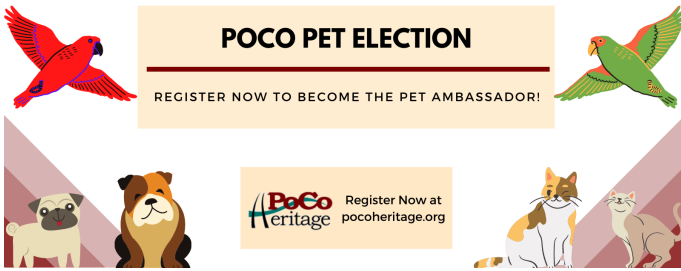 POCO PET ELECTION
REGISTER NOW TO BECOME THE PET AMBASSADOR!
PoCo
Heritage
Register Now at
pocoheritage.org